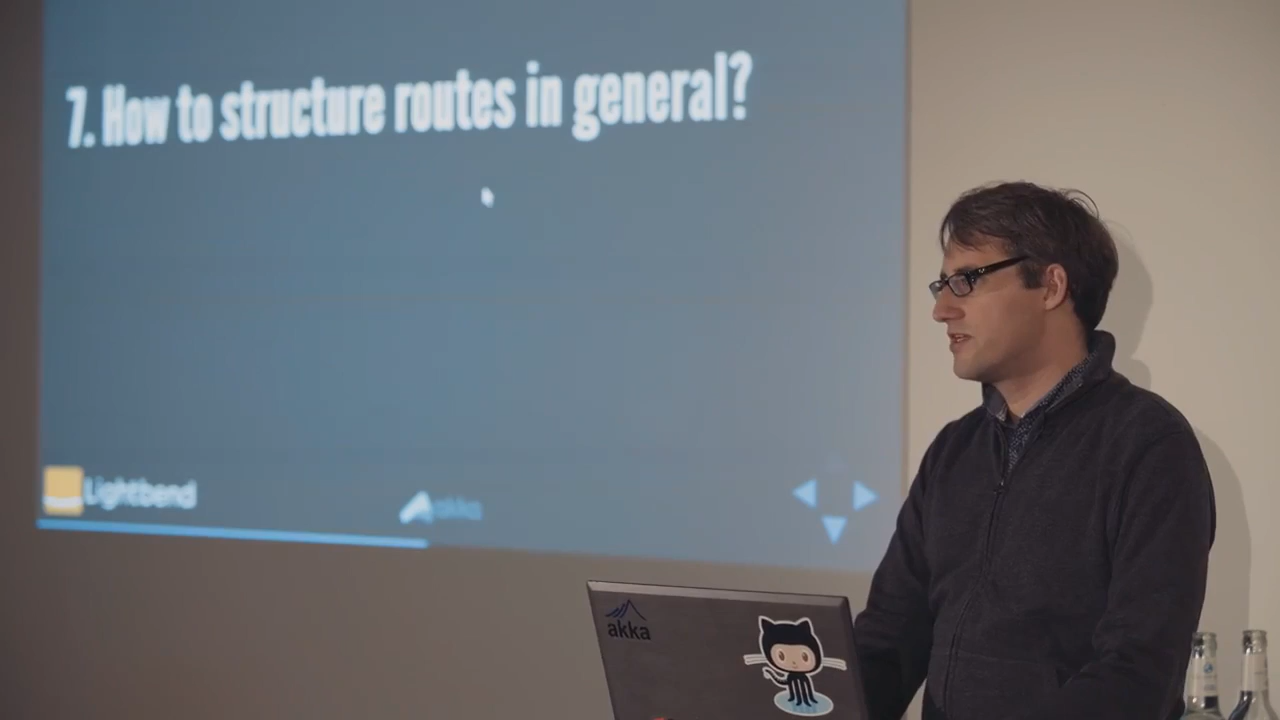 7. How to structure routes in general?
Lightbend
akka
akka